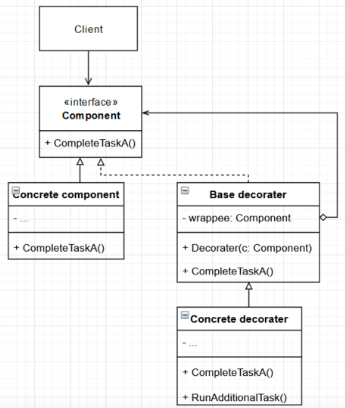 Client
«interface»
Component
+ CompleteTaskA()
Concrete component
- ...
+ CompleteTaskA()
Base decorater
- wrappee: Component
+ Decorater(c: Component)
+ CompleteTaskA()
Concrete decorater
- ...
+ CompleteTaskA()
+ RunAdditionalTask()